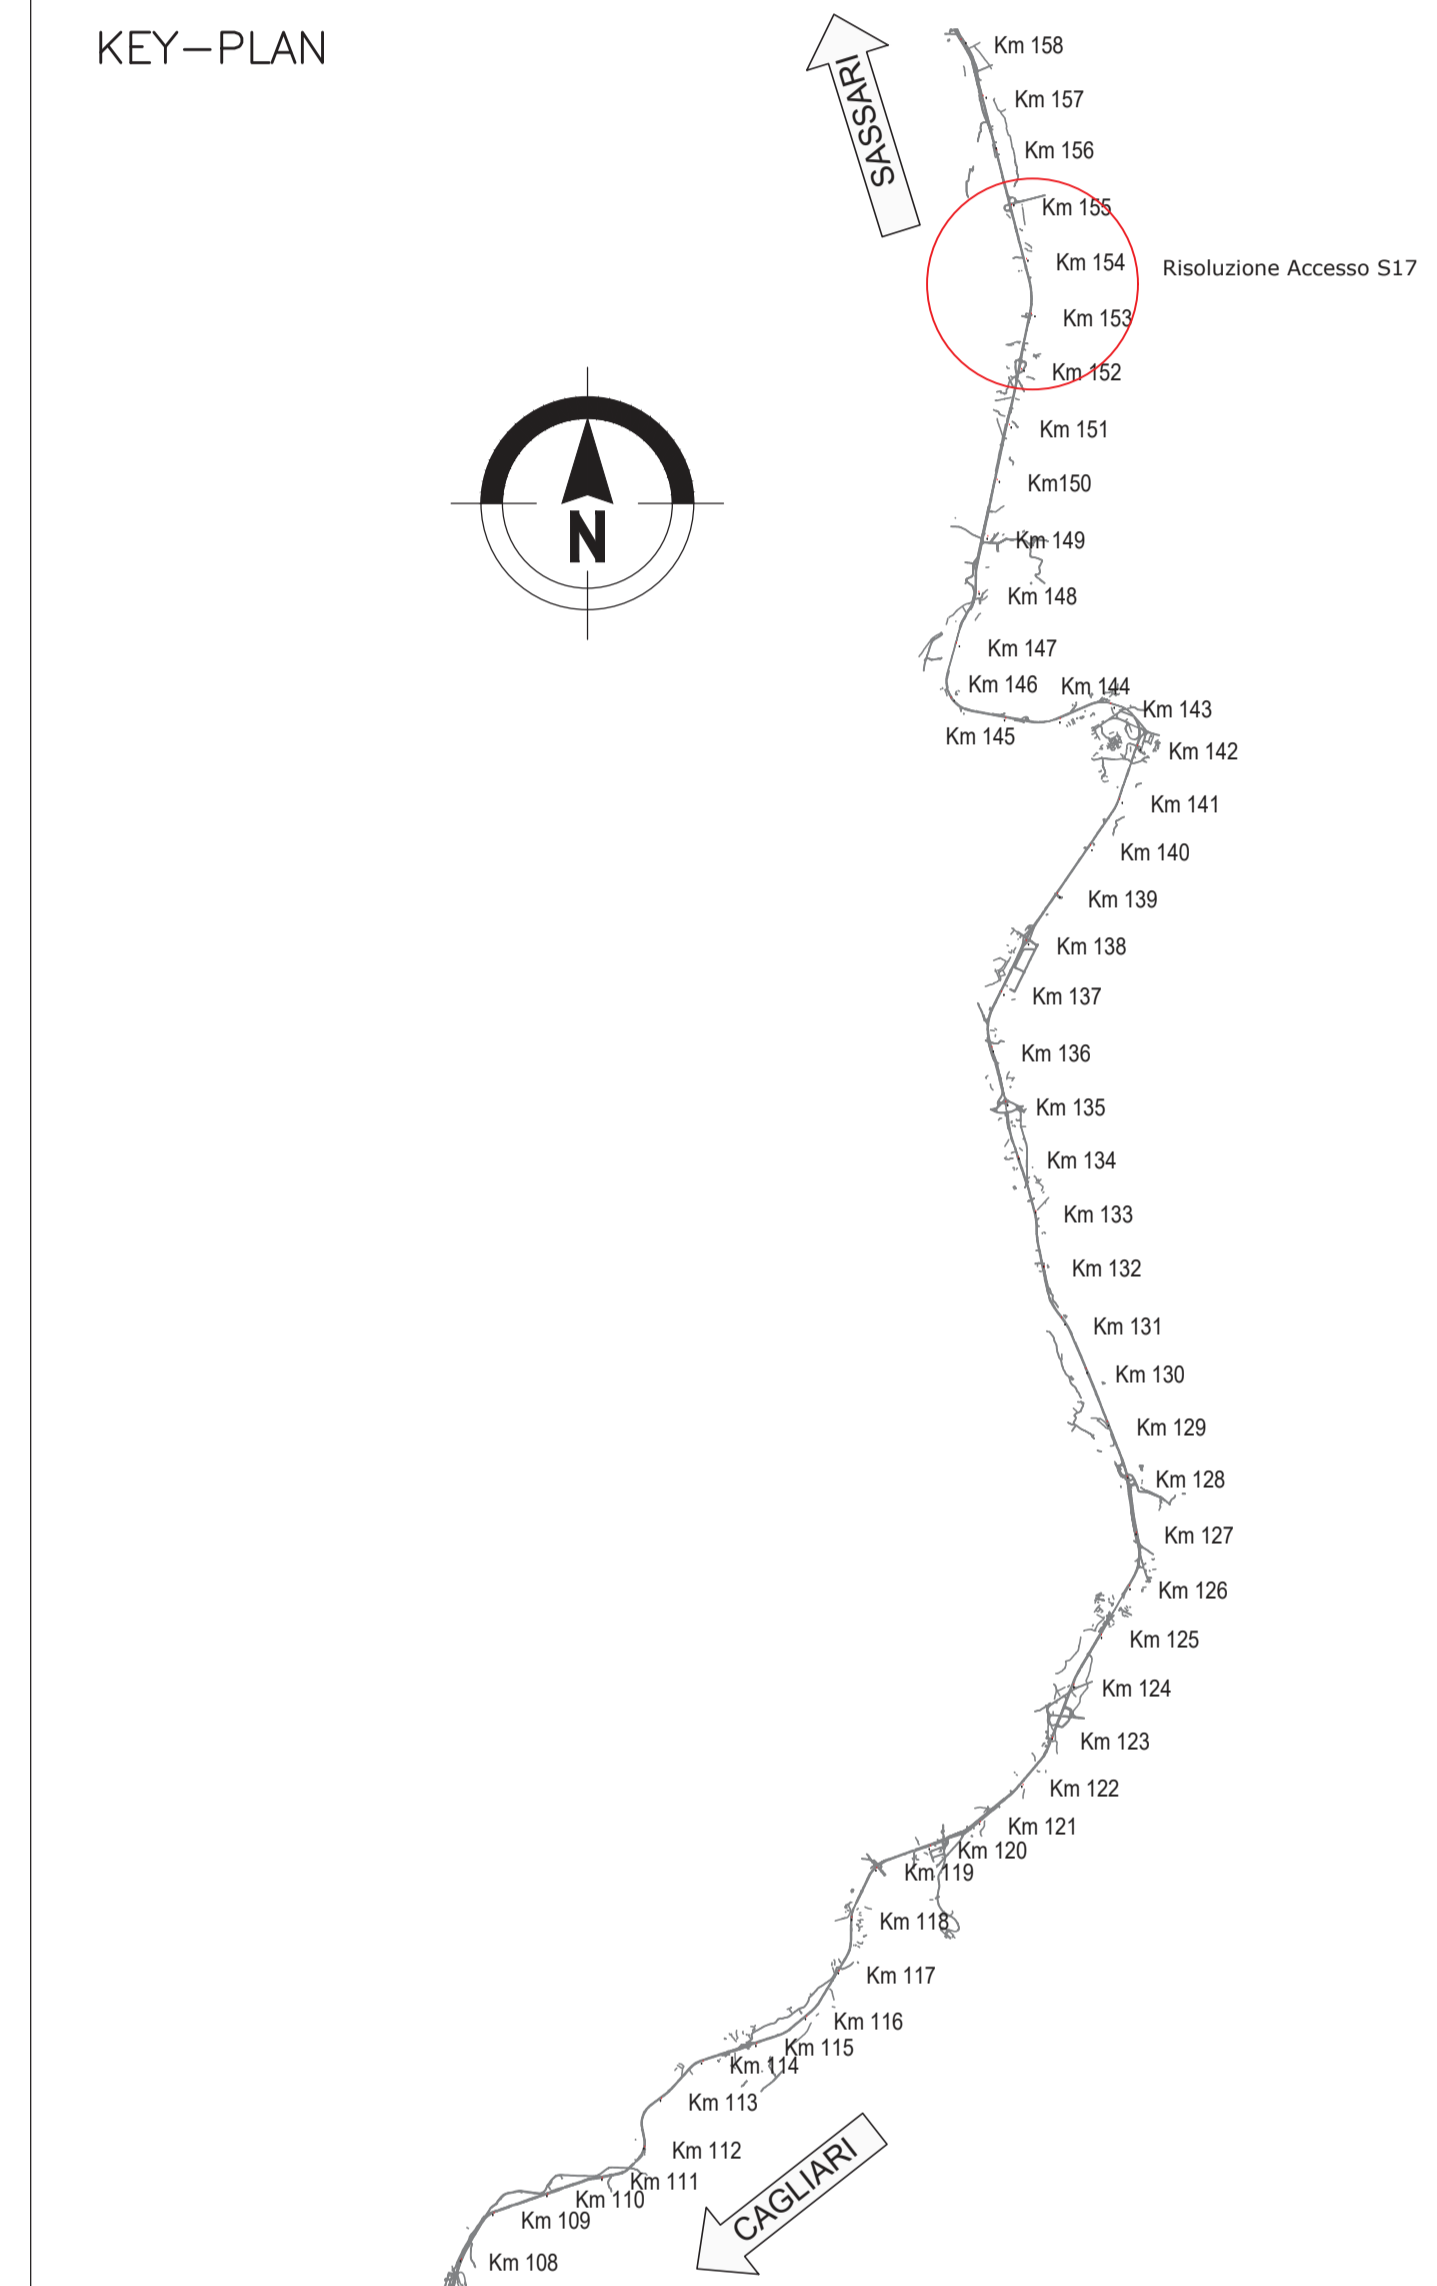 KEY-PLAN
SASSARI
Km 158
Km 157
Km 156
Km 155
Km 154
Risoluzione Accesso S17
Km 153
Km 152
Km 151
Km150
N
Km 149
Km 148
Km 147
Km 146
Km 144
Km 143
Km 145
Km 142
Km 141
Km 140
Km 139
Km 138
Km 137
Km 136
Km 135
Km 134
Km 133
Km 132
Km 131
Km 130
Km 129
Km 128
Km 127
Km 126
Km 125
Km 124
Km 123
Km 122
Km 121
Km 120
Km 119
Km 118
Km 117
Km 116
Km 115
Km 114
Km 113
Km 112
Km 111
Km 110
Km 109
Km 108
CAGLIARI